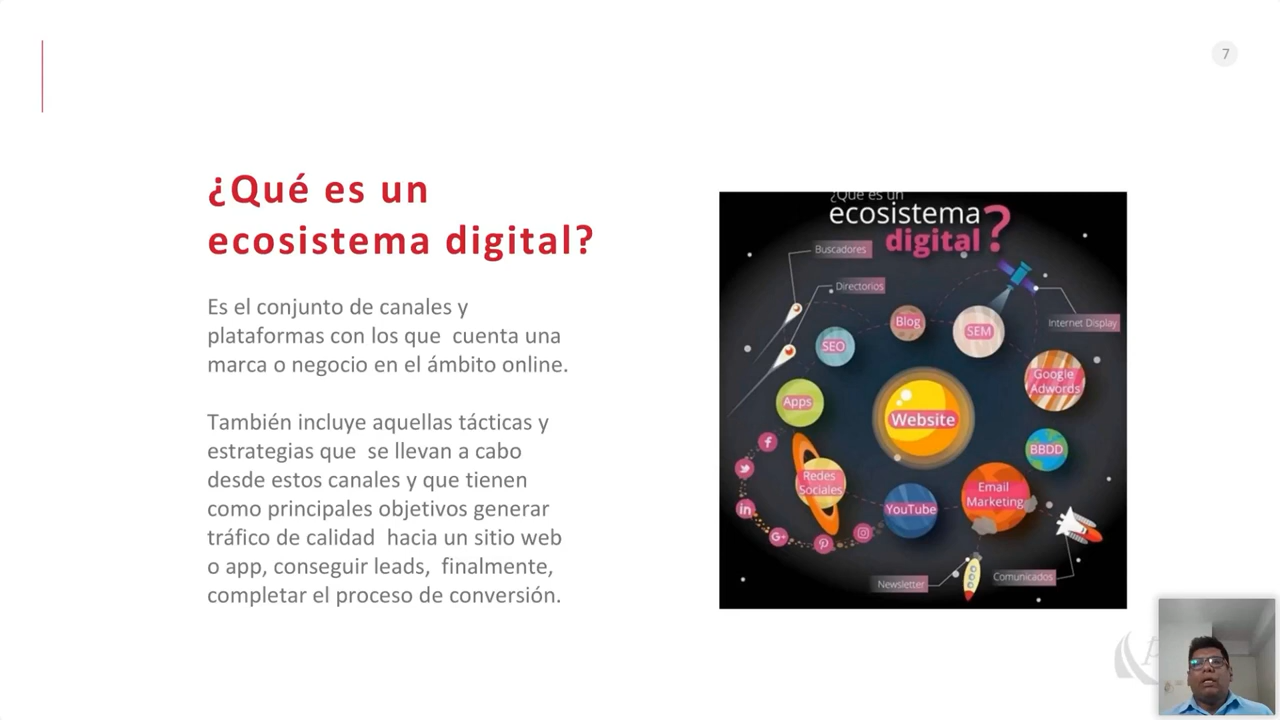 7
¿Qué es un
ecosistema digital?
Es el conjunto de canales y
plataformas con los que cuenta una
marca o negocio en el ámbito online.
También incluye aquellas tácticas y
estrategias que se llevan a cabo
desde estos canales y que tienen
como principales objetivos generar
tráfico de calidad hacia un sitio web
o app, conseguir leads, finalmente,
completar el proceso de conversión.
¿Qué es un
ecosistema
digital?
Buscadores
Directorios
Internet Display
Blog
SEM
SEO
Google
Adwords
Apps
Website
BBDD
Redes
Sociales
Email
Marketing
YouTube
f
in
G+
Newsletter
Comunicados